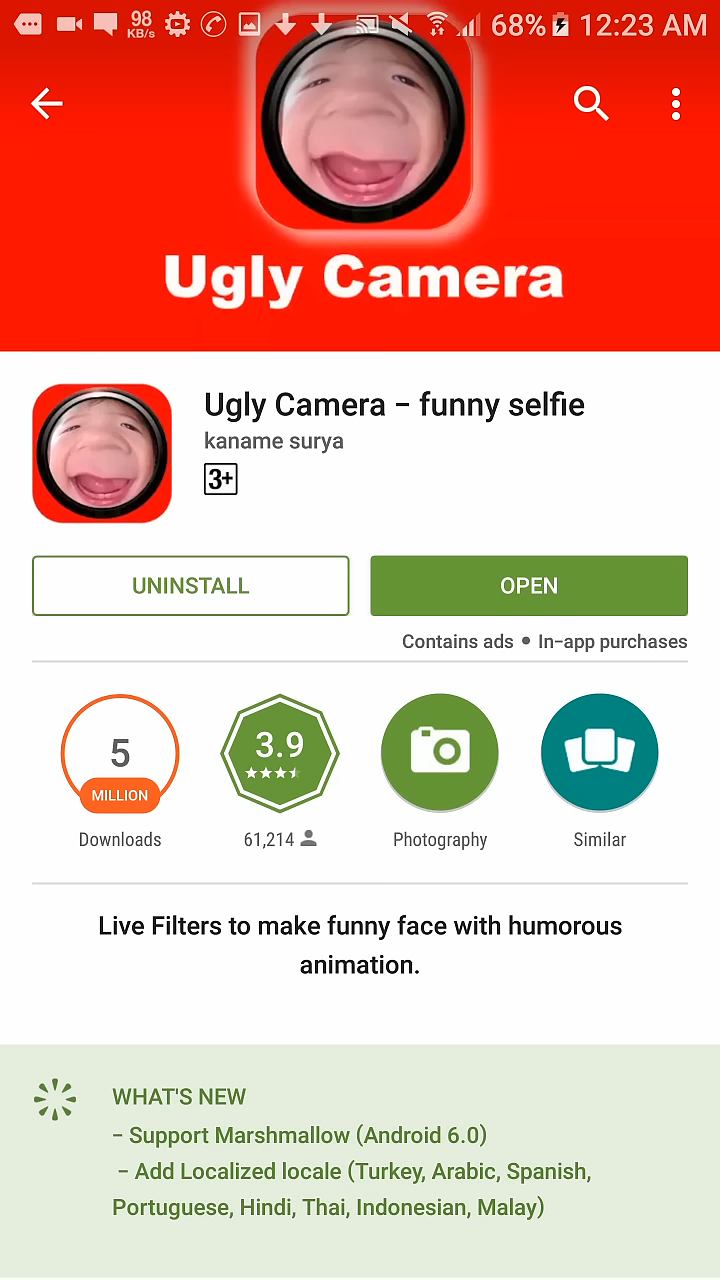 98 KB/s 68% 12:23 AM
Ugly Camera
Ugly Camera – funny selfie
kaname surya
3+
UNINSTALL
OPEN
Contains ads • In-app purchases
5
MILLION
Downloads
3.9
61,214
Photography
Similar
Live Filters to make funny face with humorous
animation.
WHAT'S NEW
– Support Marshmallow (Android 6.0)
– Add Localized locale (Turkey, Arabic, Spanish,
Portuguese, Hindi, Thai, Indonesian, Malay)